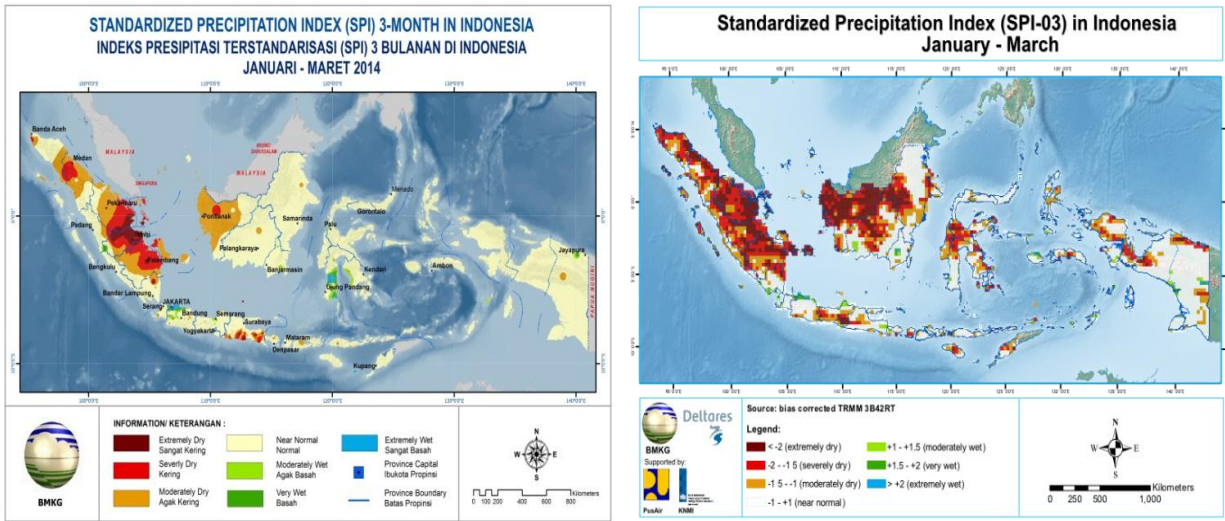 STANDARDIZED PRECIPITATION INDEX (SPI) 3-MONTH IN INDONESIA
INDEKS PRESIPITASI TERSTANDARISASI (SPI) 3 BULANAN DI INDONESIA
JANUARI - MARET 2014
Banda Aceh
Medan
MALAYSIA
SINGAPURA
BRUNEI DARUSSALAM
MALAYSIA
Pekanbaru
Padang
Jambi
Palembang
Bengkulu
Bandar Lampung
Serang
JAKARTA
Bandung
Semarang
Yogyakarta
Surabaya
Denpasar
Mataram
Kupang
Pontianak
Palangkaraya
Samarinda
Banjarmasin
Palu
Gorontalo
Menado
Kendari
Ujung Pandang
Ambon
Jayapura
PAPUA NUGINI
BMKG
INFORMATION/ KETERANGAN :
Extremely Dry
Sangat Kering
Severly Dry
Kering
Moderately Dry
Agak Kering
Near Normal
Normal
Moderately Wet
Agak Basah
Very Wet
Basah
Extremely Wet
Sangat Basah
Province Capital
Ibukota Propinsi
Province Boundary
Batas Propinsi
N
W E
S
Kilometers
0 100 200 400 600 800
Standardized Precipitation Index (SPI-03) in Indonesia
January - March
BMKG
Deltares
Supported by:
PusAir KNMI
Source: bias corrected TRMM 3B42RT
Legend:
< -2 (extremely dry)
-2 - -1 5 (severely dry)
-1 5 - -1 (moderately dry)
-1 - +1 (near normal)
+1 - +1.5 (moderately wet)
+1.5 - +2 (very wet)
> +2 (extremely wet)
N
W E
S
Kilometers
0 250 500 1,000